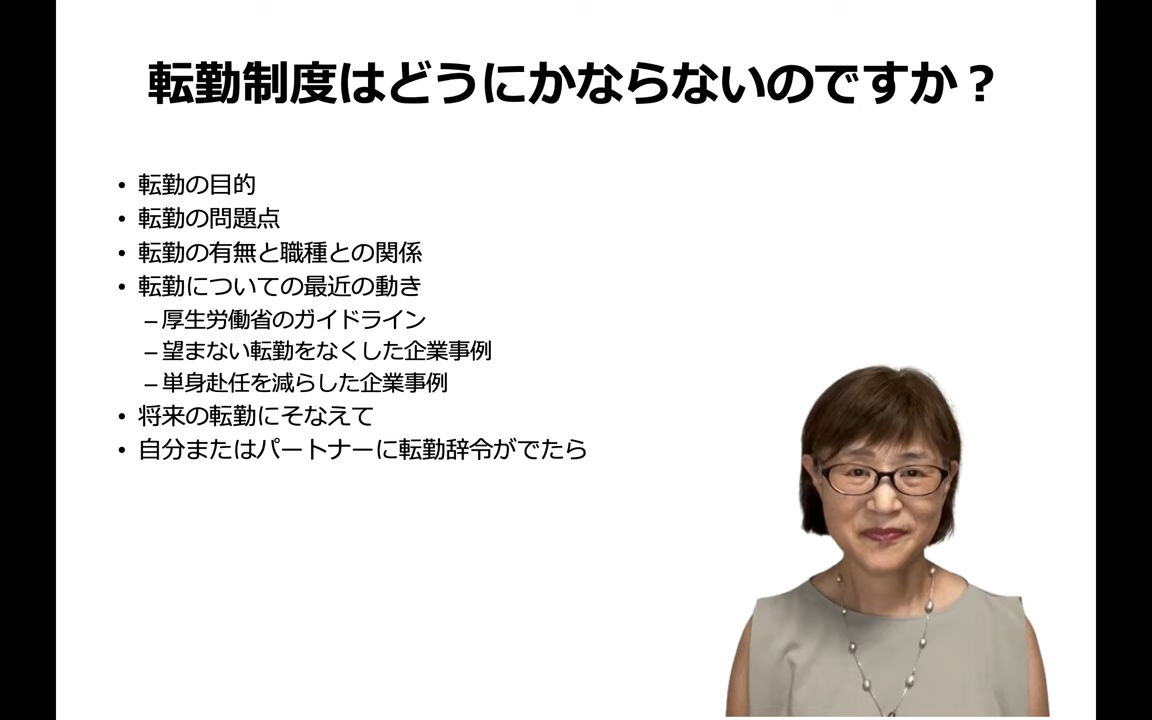 転勤制度はどうにかならないのですか？
• 転勤の目的
• 転勤の問題点
• 転勤の有無と職種との関係
• 転勤についての最近の動き
– 厚生労働省のガイドライン
– 望まない転勤をなくした企業事例
– 単身赴任を減らした企業事例
• 将来の転勤にそなえて
• 自分またはパートナーに転勤辞令がでたら